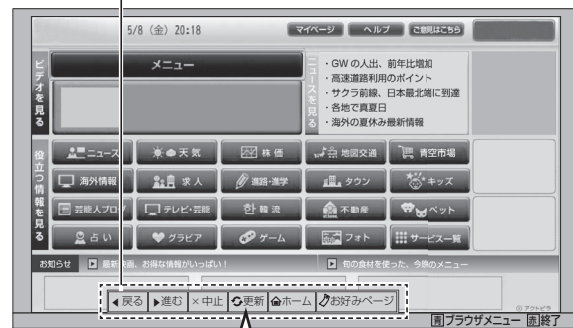 5/8（金）20:18
マイページ ヘルプ ご意見はこちら
ビデオを見る
メニュー
ニュースを見る
・GWの人出、前年比増加
・高速道路利用のポイント
・サクラ前線、日本最北端に到達
・各地で真夏日
・海外の夏休み最新情報
役立つ情報を見る
ニュース 天気 株価 地図交通 青空市場
海外情報 求人 進路・進学 タウン キッズ
芸能人ブログ テレビ・芸能 한 韓流 不動産 ペット
占い グラビア ゲーム フォト サービス一覧
お知らせ 最新映画、お得な情報がいっぱい！ 旬の食材を使った、今晩のメニュー
戻る 進む ×中止 更新 ホーム お好みページ
© アクトビラ
青 ブラウザメニュー 赤 終了